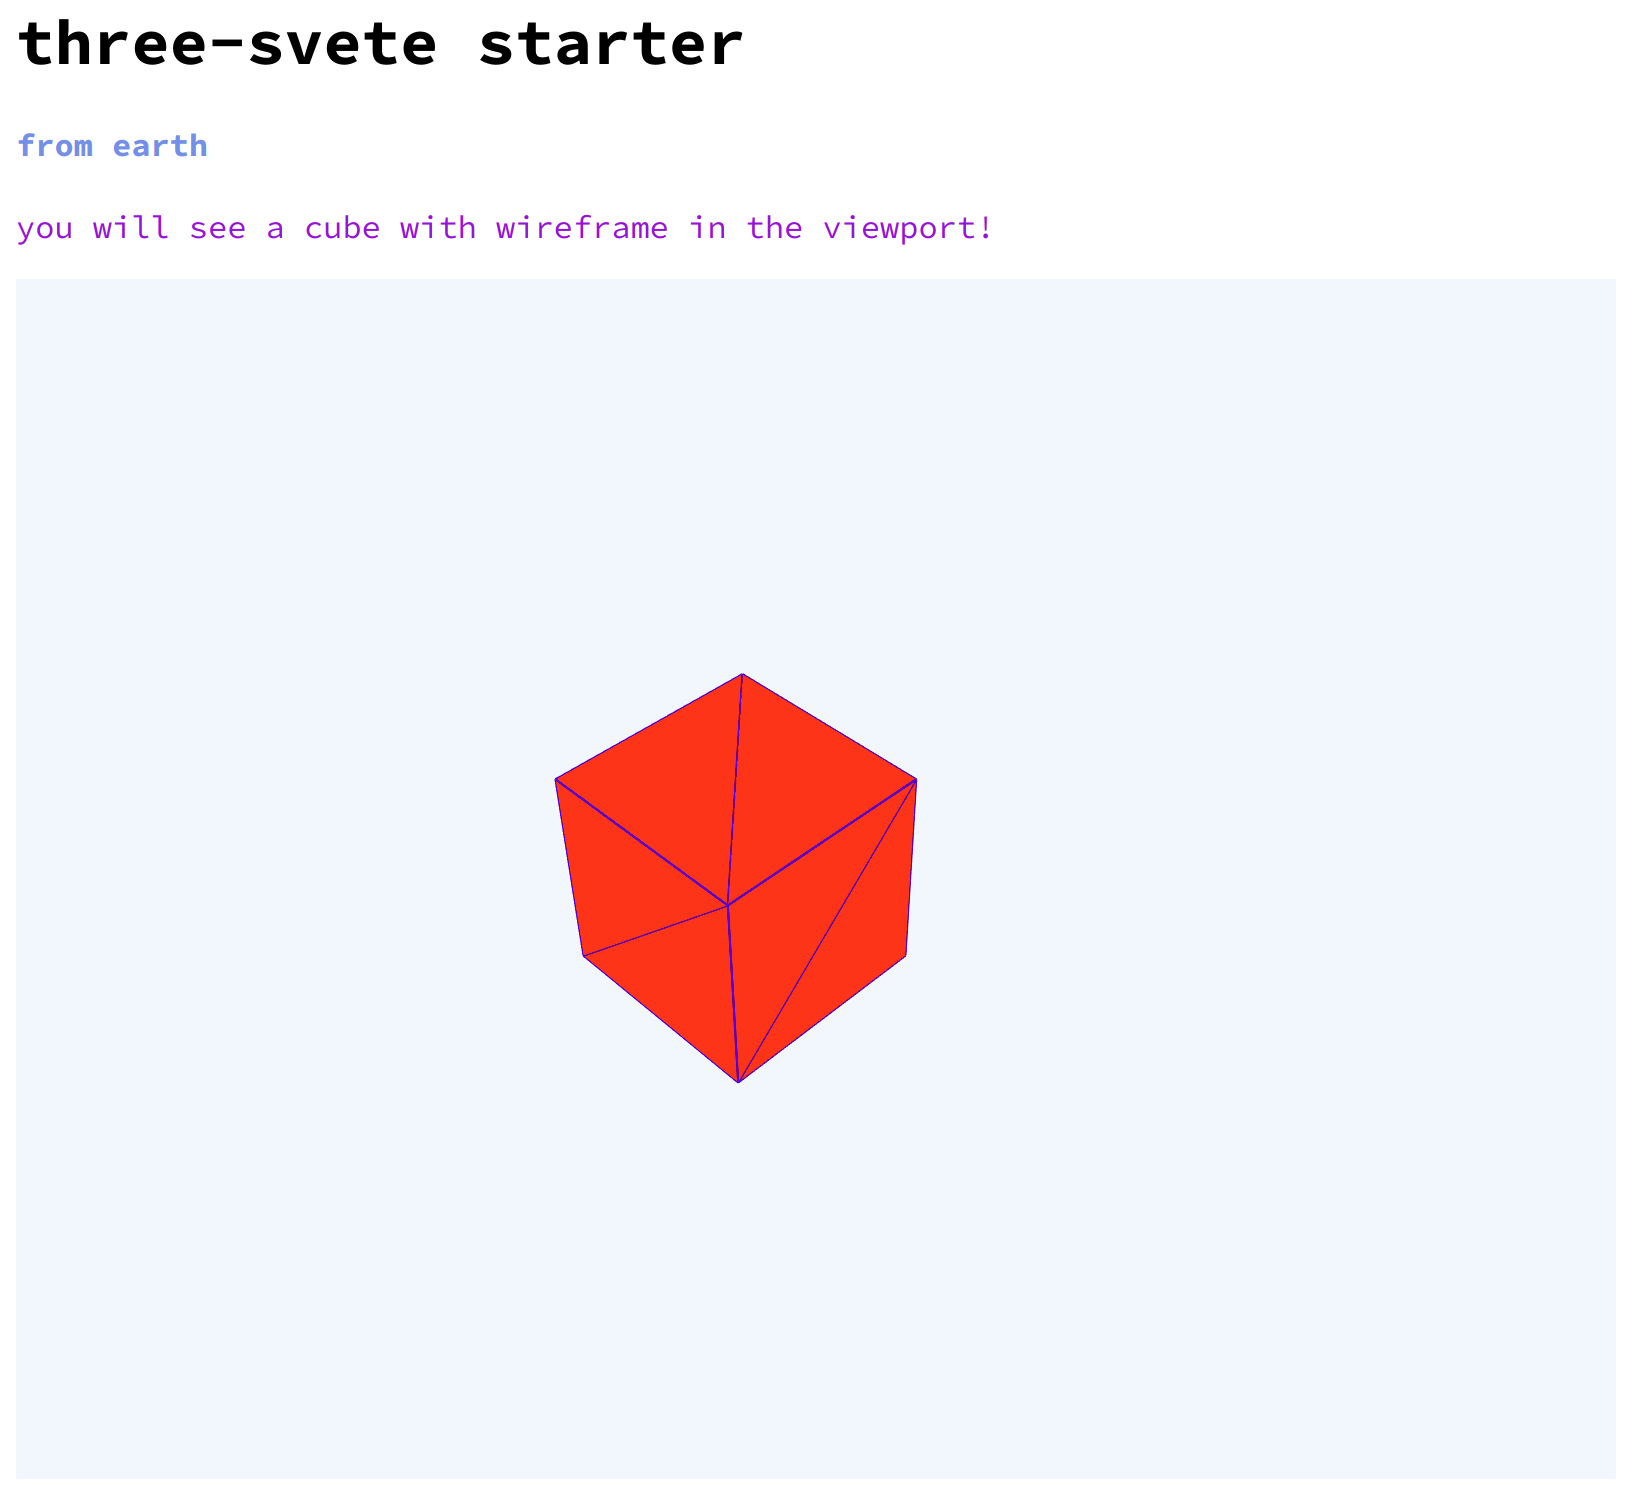 three-svete starter
from earth
you will see a cube with wireframe in the viewport!